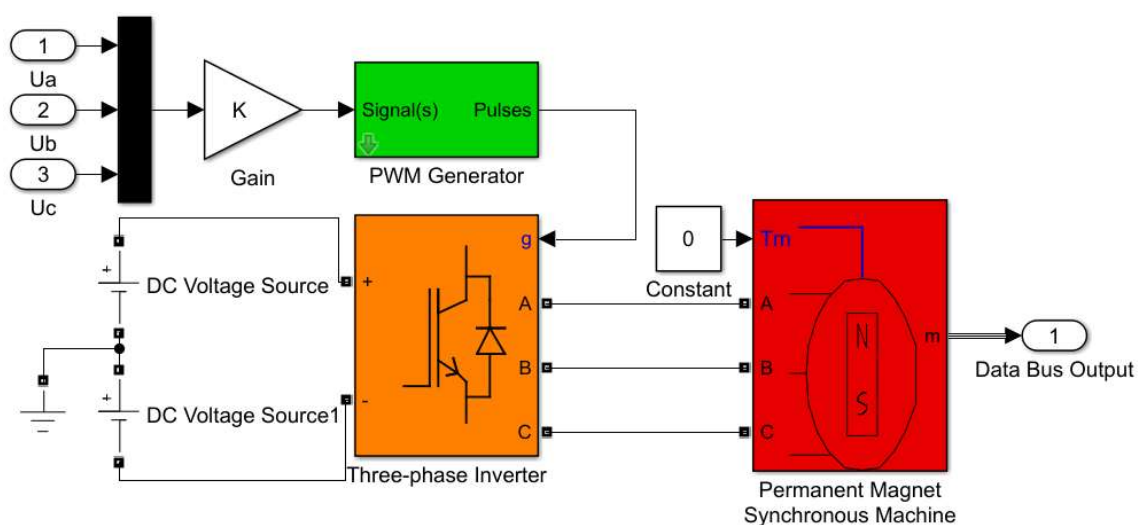 1
Ua
2
Ub
3
Uc
K
Gain
Signal(s) Pulses
PWM Generator
+
DC Voltage Source
+
DC Voltage Source1
g
+
-
A
B
C
Three-phase Inverter
0
Constant
Tm
A
B
C
N
S
m
Permanent Magnet
Synchronous Machine
1
Data Bus Output